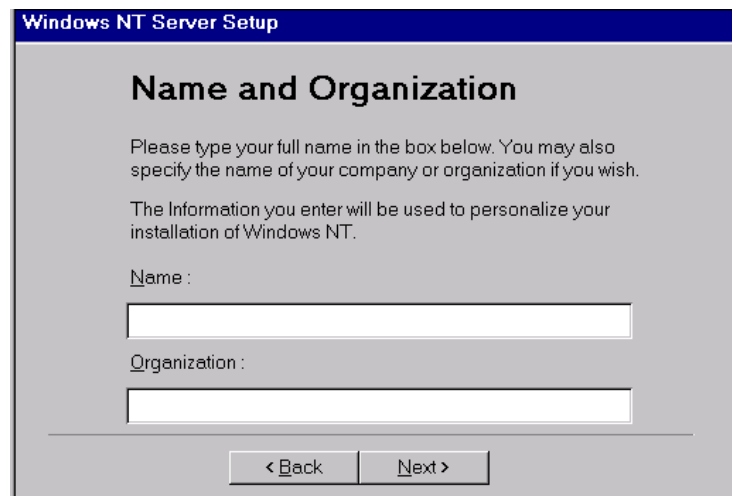 Windows NT Server Setup
Name and Organization
Please type your full name in the box below. You may also
specify the name of your company or organization if you wish.
The Information you enter will be used to personalize your
installation of Windows NT.
Name :
Organization :
< Back Next >